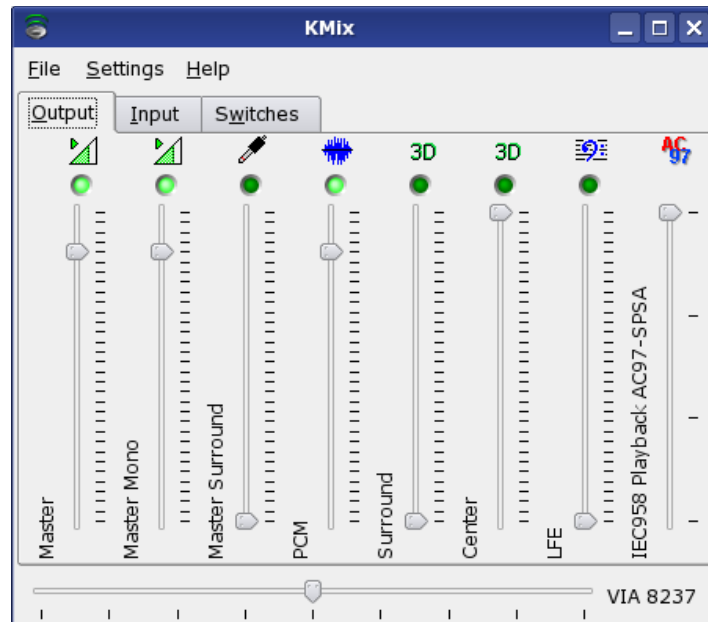 KMix
File Settings Help
Output Input Switches
3D 3D AC 97
Master
Master Mono
Master Surround
PCM
Surround
Center
LFE
IEC958 Playback AC97-SPSA
VIA 8237